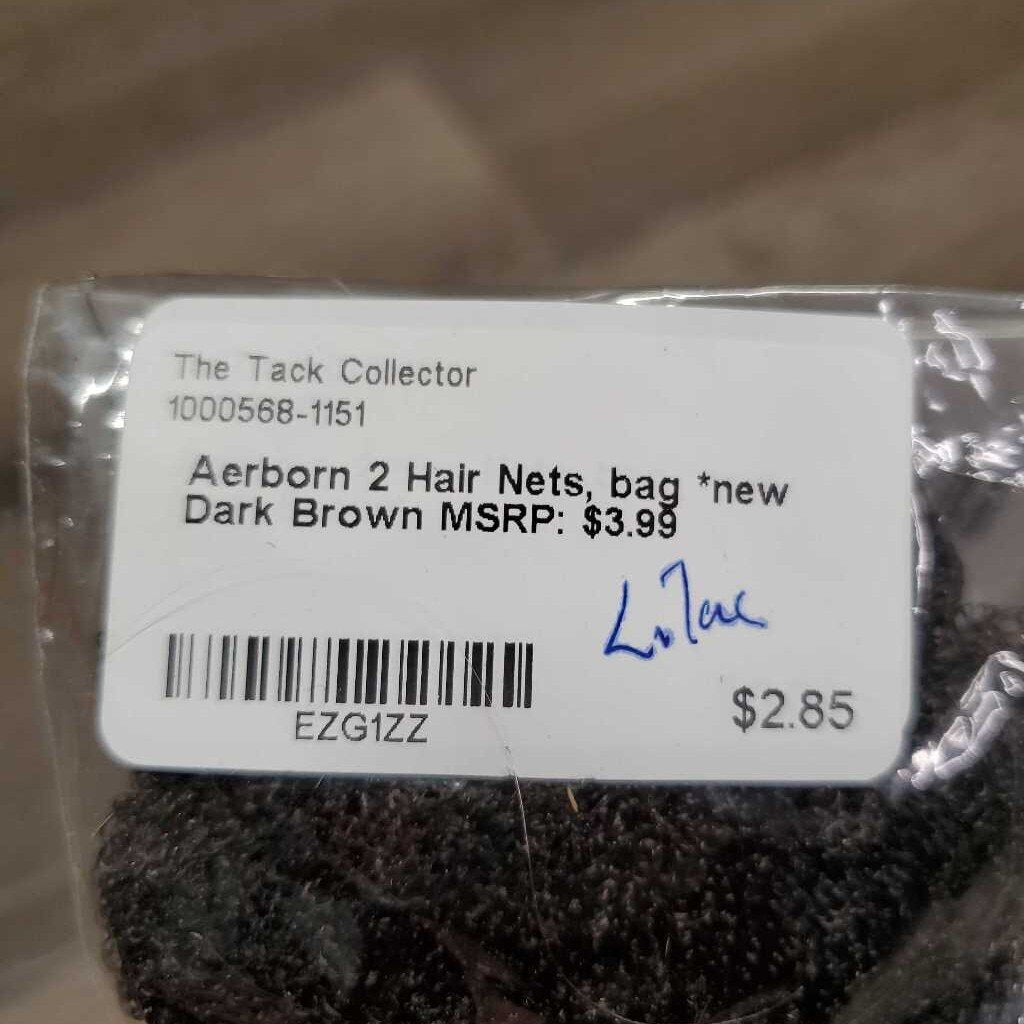 The Tack Collector
1000568-1151
Aerborn 2 Hair Nets, bag *new
Dark Brown MSRP: $3.99
EZG1ZZ
$2.85